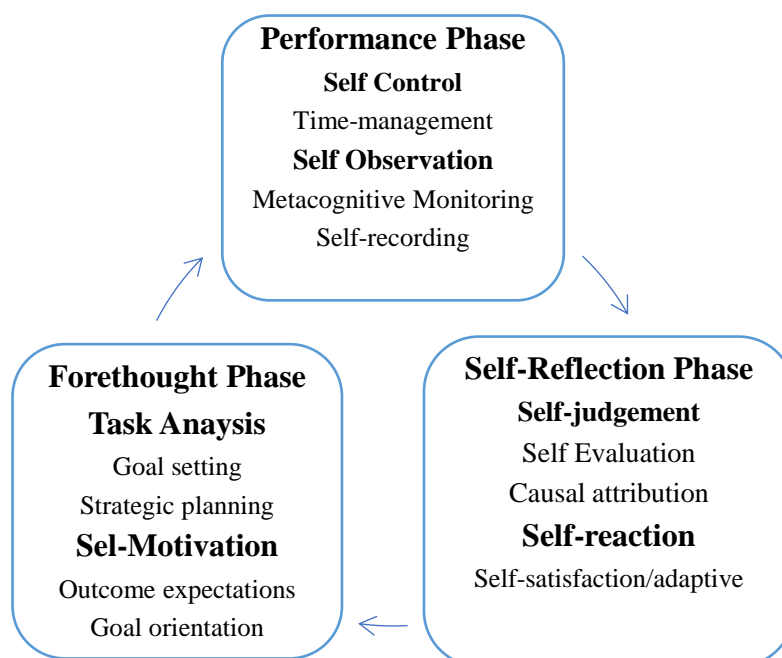 Performance Phase
Self Control
Time-management
Self Observation
Metacognitive Monitoring
Self-recording
Forethought Phase
Task Anaysis
Goal setting
Strategic planning
Sel-Motivation
Outcome expectations
Goal orientation
Self-Reflection Phase
Self-judgement
Self Evaluation
Causal attribution
Self-reaction
Self-satisfaction/adaptive